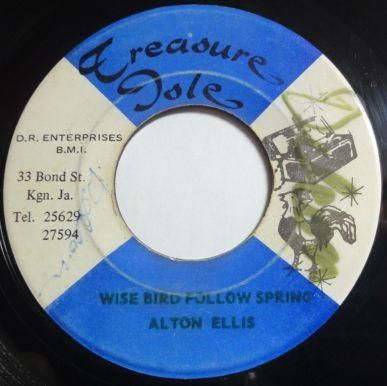 Treasure
Isle
D.R. ENTERPRISES
B.M.I.
33 Bond St.
Kgn. Ja.
Tel. 25629
27594
WISE BIRD FOLLOW SPRING
ALTON ELLIS